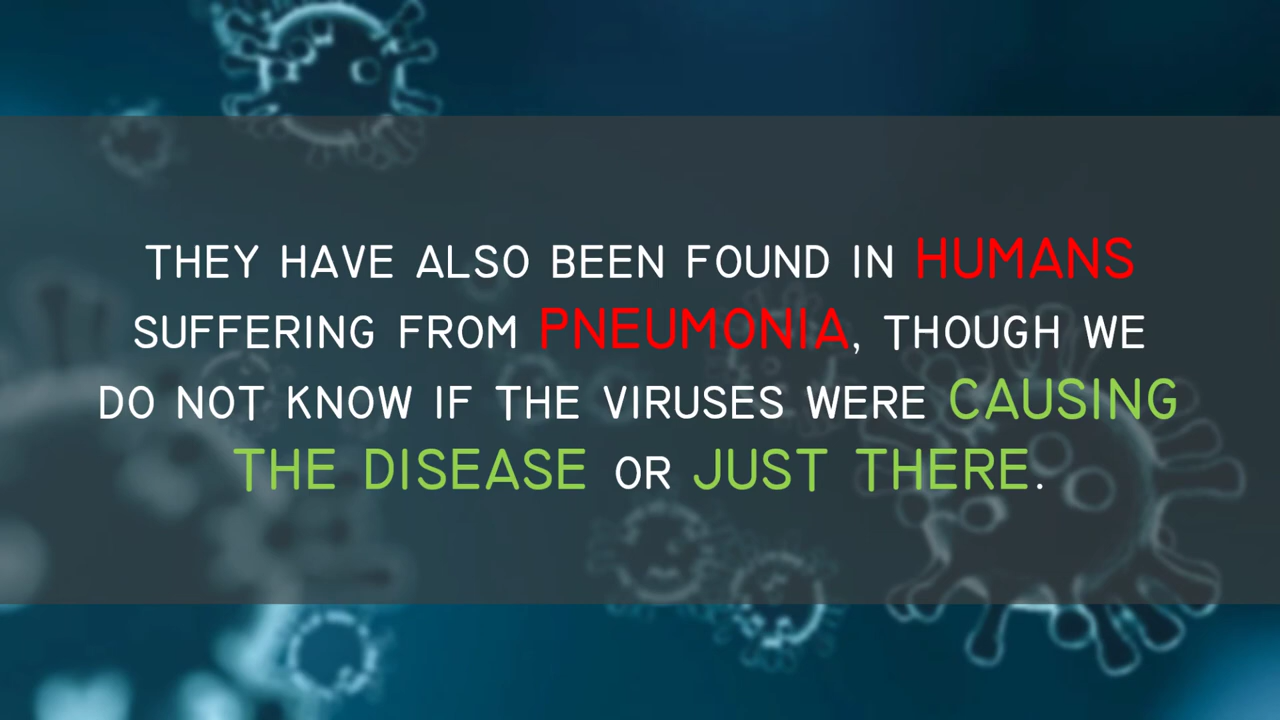 THEY HAVE ALSO BEEN FOUND IN HUMANS
SUFFERING FROM PNEUMONIA, THOUGH WE
DO NOT KNOW IF THE VIRUSES WERE CAUSING
THE DISEASE OR JUST THERE.